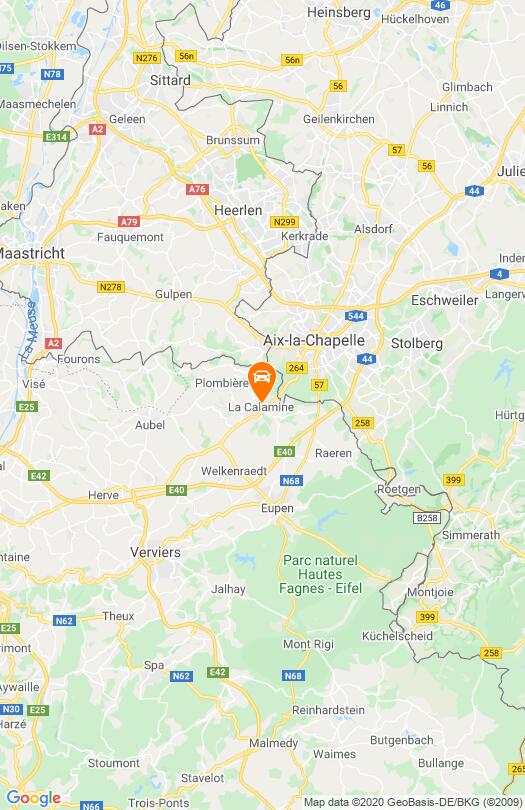 Heinsberg
46
Hückelhoven
Dilsen-Stokkem
N276
56n
56n
E75
N78
Sittard
56
Glimbach
Maasmechelen
Linnich
Geleen
Geilenkirchen
E314
A2
Brunssum
57
56
Julie
A76
44
aken
Heerlen
A79
N299
Alsdorf
Fauquemont
Kerkrade
Maastricht
Inden
4
N278
Gulpen
Langerv
Eschweiler
La Meuse
544
A2
Aix-la-Chapelle
Stolberg
Fourons
44
264
Visé
Plombière
57
E25
La Calamine
Hürtg
Aubel
258
E40
Raeren
E42
Welkenraedt
N68
399
E40
Roetgen
Herve
Eupen
B258
Simmerath
Verviers
ntaine
Parc naturel
Hautes
Fagnes - Eifel
Jalhay
Montjoie
Theux
N62
399
E25
Küchelscheid
Mont Rigi
258
Spa
E42
N62
N68
Aywaille
N30
E25
Reinhardstein
Harzé
Butgenbach
Malmedy
Waimes
Stoumont
Bullange
Stavelot
265
Google
N66
Trois-Ponts
Map data ©2020 GeoBasis-DE/BKG (©2009)